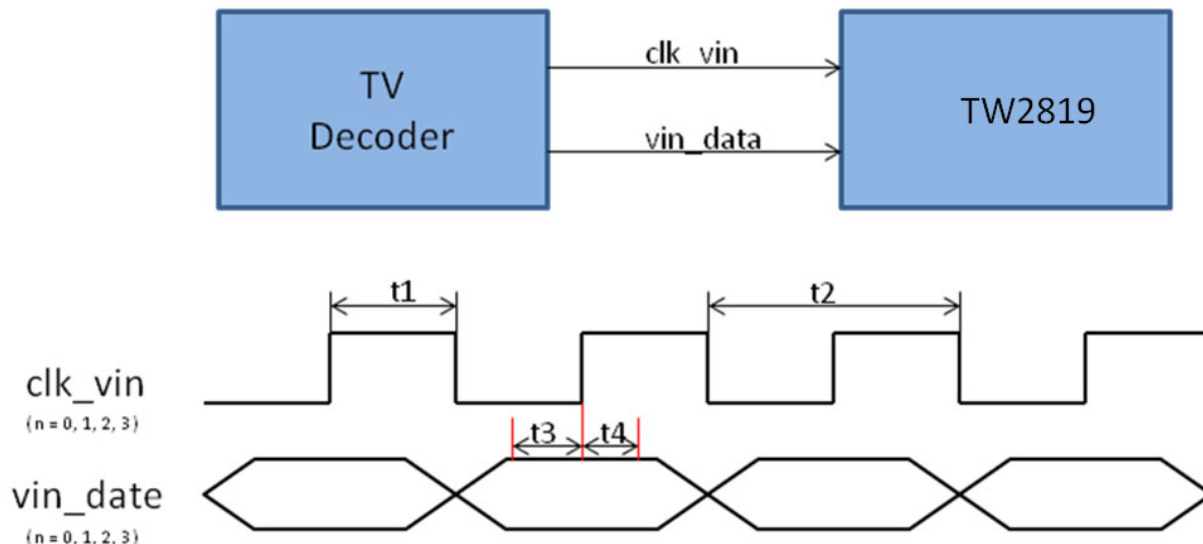 TV
Decoder
clk_vin
vin_data
TW2819
t1
t2
clk_vin
(n = 0, 1, 2, 3)
t3
t4
vin_date
(n = 0, 1, 2, 3)